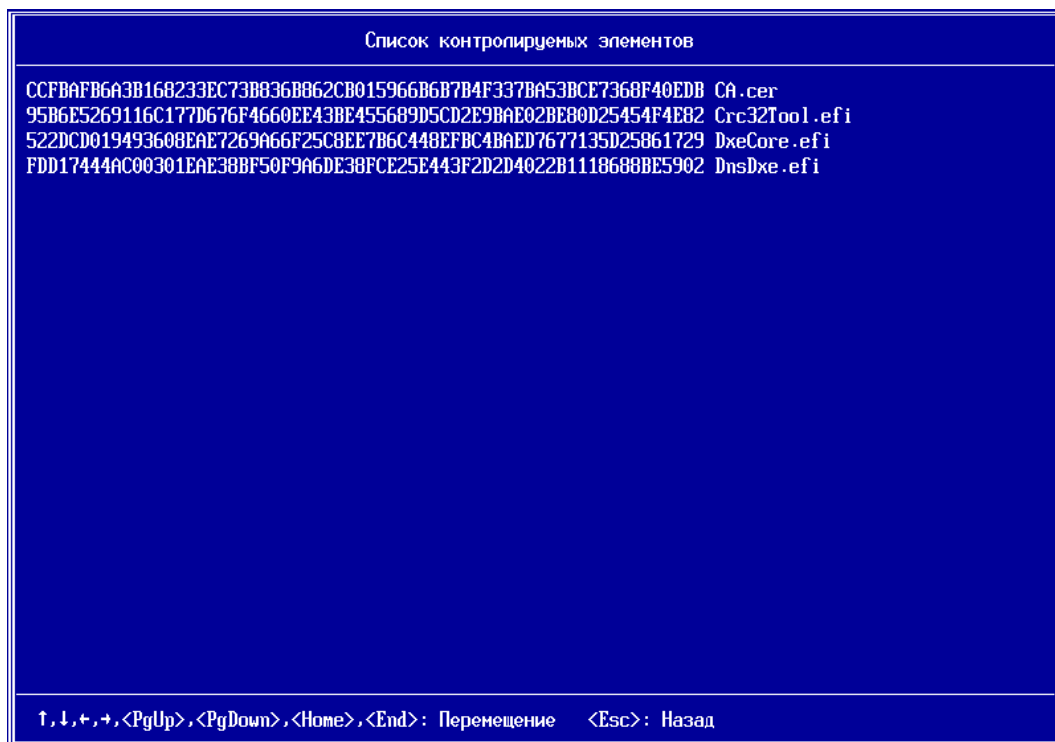 Список контролируемых элементов
CCFBAFB6A3B168233EC73B836B862CB015966B6B7B4F337BA53BCE7368F40EDB CA.cer
95B6E5269116C177D676F4660EE43BE455689D5CD2E9BAE02BE80D25454F4E82 Crc32Tool.efi
522DCD019493608EAE7269A66F25C8EE7B6C448EFBC4BAED7677135D25861729 DxeCore.efi
FDD17444AC00301EAE38BF50F9A6DE38FCE25E443F2D2D4022B1118688BE5902 DnsDxe.efi
↑,↓,←,→,<PgUp>,<PgDown>,<Home>,<End>: Перемещение <Esc>: Назад